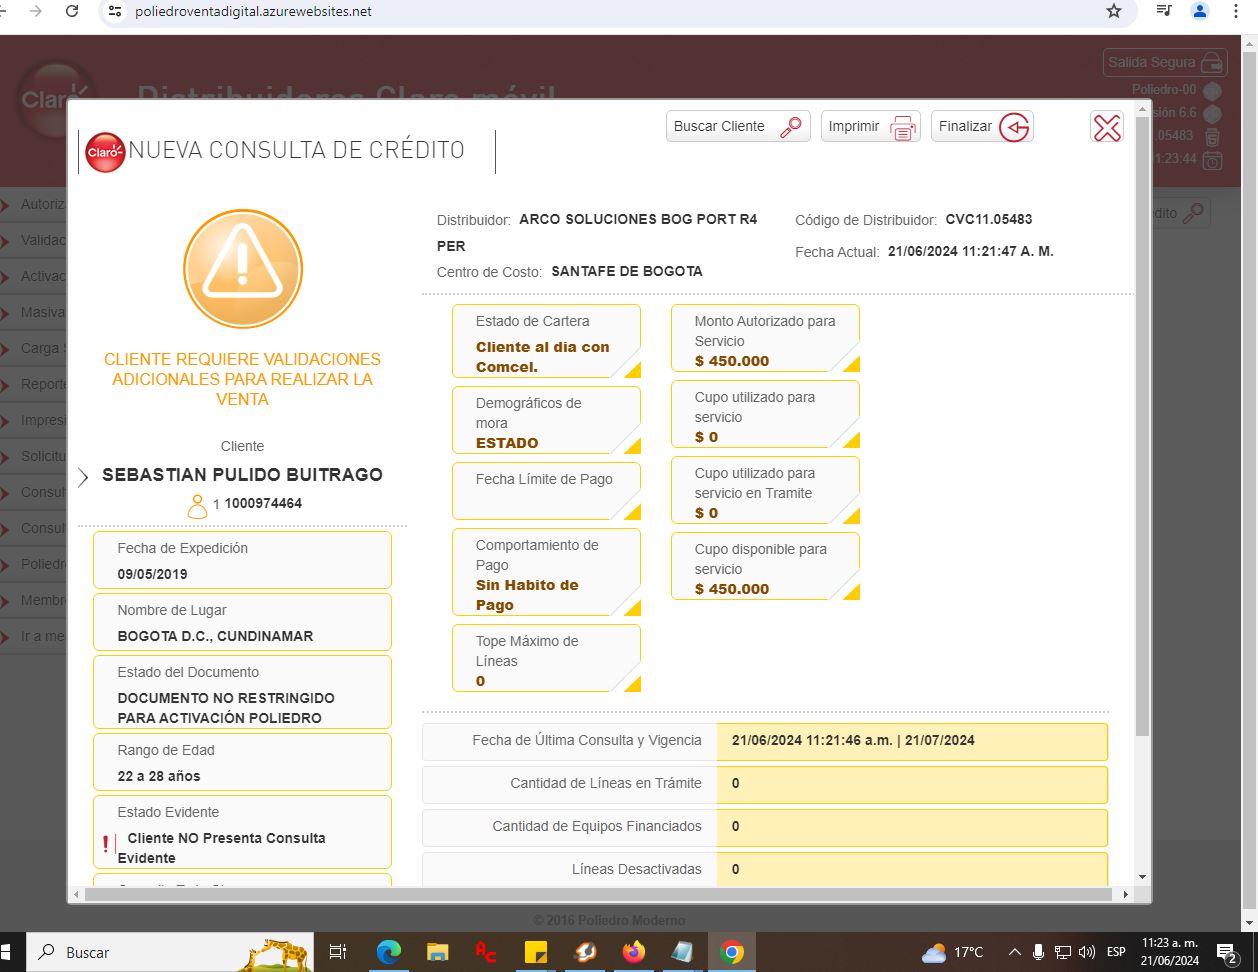 poliedroventadigital.azurewebsites.net
Salida Segura
Claro
Distribuidores Claro móvil
Poliedro-00
6.6
.05483
11:23:44
Buscar Cliente
Imprimir
Finalizar
Claro
NUEVA CONSULTA DE CRÉDITO
Autoriz
Validac
Activac
Masiva
Carga
Reporte
Impresi
Solicitu
Consul
Consul
Poliedr
Membr
Ir a me
CLIENTE REQUIERE VALIDACIONES
ADICIONALES PARA REALIZAR LA
VENTA
Cliente
SEBASTIAN PULIDO BUITRAGO
1 1000974464
Fecha de Expedición
09/05/2019
Nombre de Lugar
BOGOTA D.C., CUNDINAMAR
Estado del Documento
DOCUMENTO NO RESTRINGIDO
PARA ACTIVACIÓN POLIEDRO
Rango de Edad
22 a 28 años
Estado Evidente
Cliente NO Presenta Consulta
Evidente
Distribuidor: ARCO SOLUCIONES BOG PORT R4
PER
Centro de Costo: SANTAFE DE BOGOTA
Código de Distribuidor: CVC11.05483
Fecha Actual: 21/06/2024 11:21:47 A. M.
Estado de Cartera
Cliente al dia con
Comcel.
Demográficos de
mora
ESTADO
Fecha Límite de Pago
Comportamiento de
Pago
Sin Habito de
Pago
Tope Máximo de
Líneas
0
Monto Autorizado para
Servicio
$ 450.000
Cupo utilizado para
servicio
$ 0
Cupo utilizado para
servicio en Tramite
$ 0
Cupo disponible para
servicio
$ 450.000
Fecha de Última Consulta y Vigencia 21/06/2024 11:21:46 a.m. | 21/07/2024
Cantidad de Líneas en Trámite 0
Cantidad de Equipos Financiados 0
Líneas Desactivadas 0
© 2016 Poliedro Moderno
Buscar
17°C
ESP
11:23 a. m.
21/06/2024
2